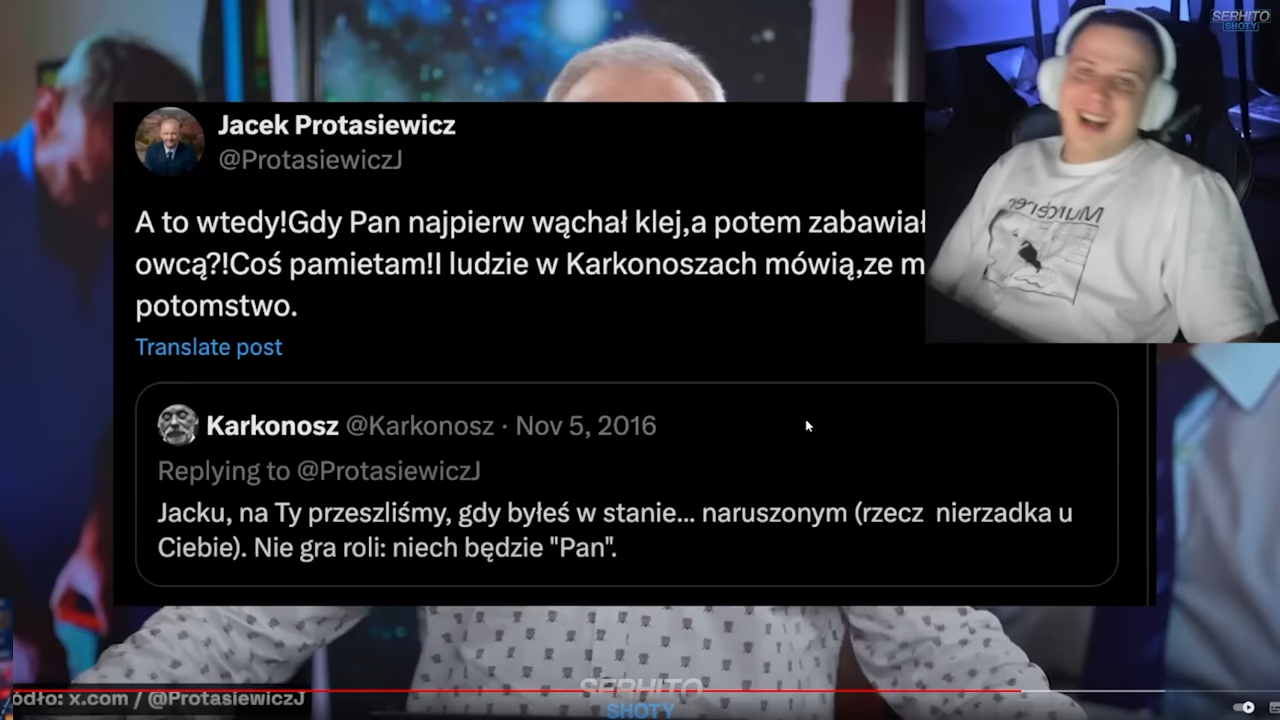 SERHITO
SHOTY
Jacek Protasiewicz
@ProtasiewiczJ
A to wtedy!Gdy Pan najpierw wąchał klej,a potem zabawiał
owcą?!Coś pamietam!I ludzie w Karkonoszach mówią,ze m
potomstwo.
Translate post
Karkonosz @Karkonosz · Nov 5, 2016
Replying to @ProtasiewiczJ
Jacku, na Ty przeszliśmy, gdy byłeś w stanie... naruszonym (rzecz nierzadka u
Ciebie). Nie gra roli: niech będzie "Pan".
ódło: x.com / @ProtasiewiczJ
SERHITO
SHOTY